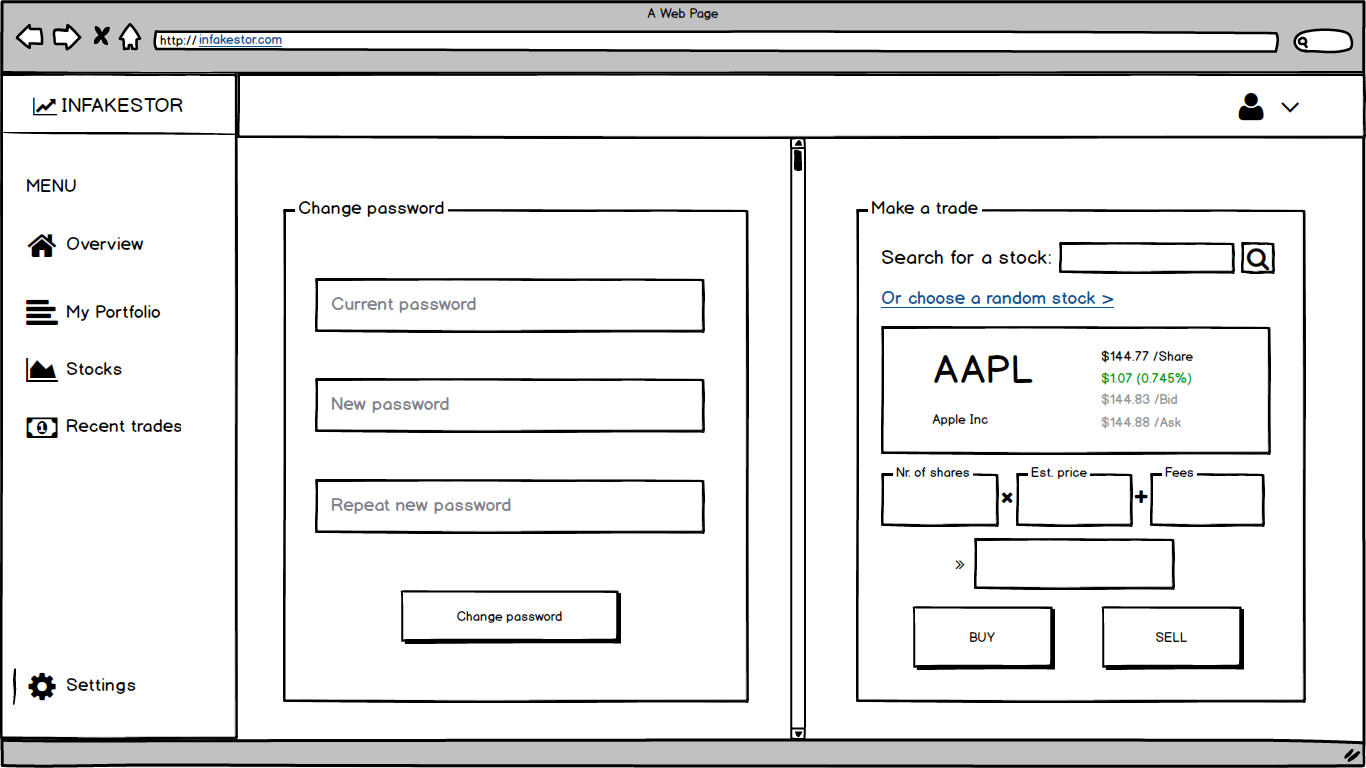 A Web Page
http://infakestor.com
INFAKESTOR
MENU
Overview
My Portfolio
Stocks
Recent trades
Settings
Change password
Current password
New password
Repeat new password
Change password
Make a trade
Search for a stock:
Or choose a random stock >
AAPL
Apple Inc
$144.77 /Share
$1.07 (0.745%)
$144.83 /Bid
$144.88 /Ask
Nr. of shares
×
Est. price
+
Fees
»
BUY
SELL